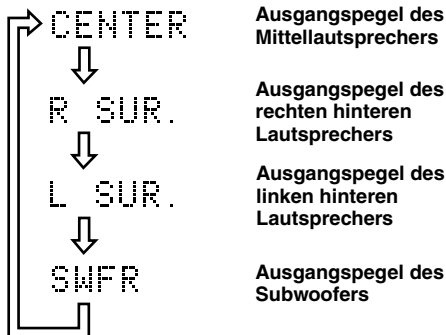 CENTER
Ausgangspegel des
Mittellautsprechers
R SUR.
Ausgangspegel des
rechten hinteren
Lautsprechers
L SUR.
Ausgangspegel des
linken hinteren
Lautsprechers
SWFR
Ausgangspegel des
Subwoofers